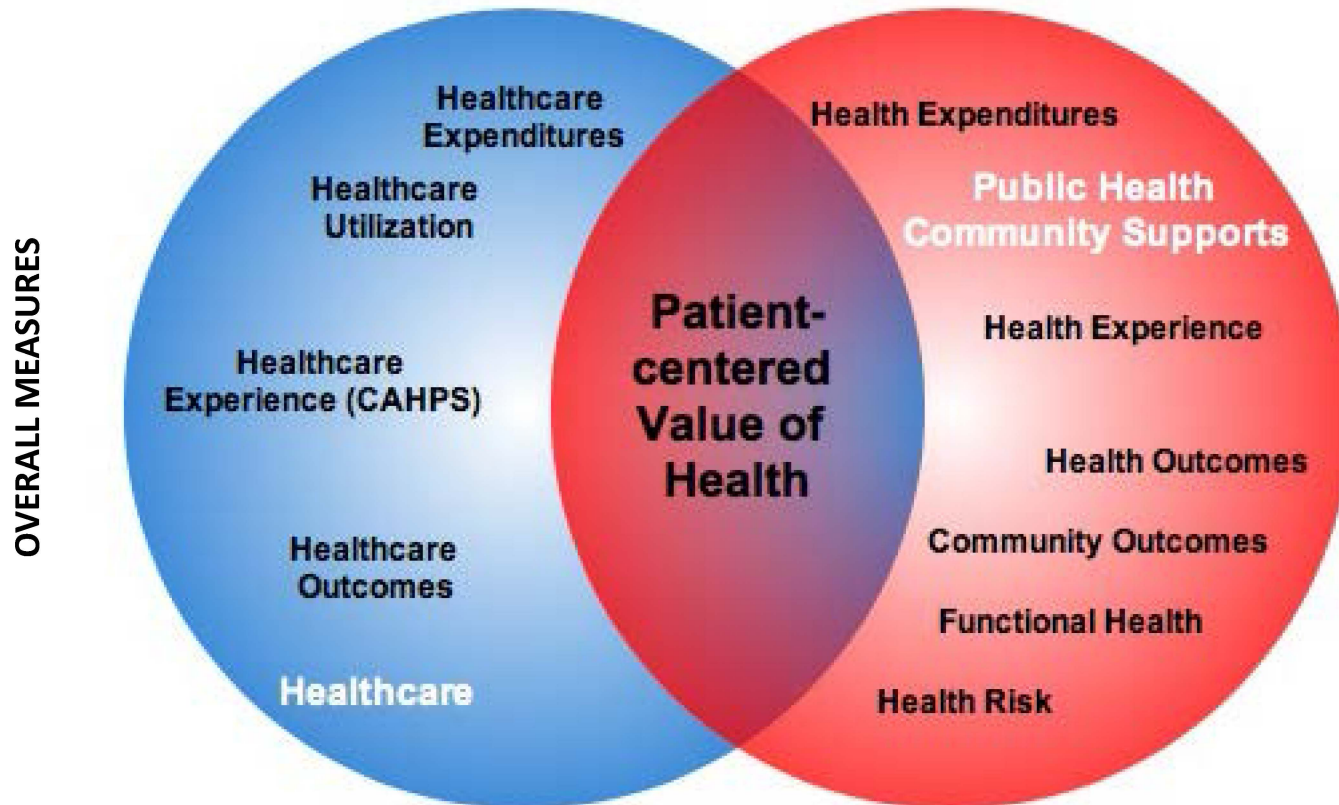 OVERALL MEASURES
Healthcare
Expenditures
Healthcare
Utilization
Healthcare
Experience (CAHPS)
Healthcare
Outcomes
Healthcare
Patient-
centered
Value of
Health
Health Expenditures
Public Health
Community Supports
Health Experience
Health Outcomes
Community Outcomes
Functional Health
Health Risk